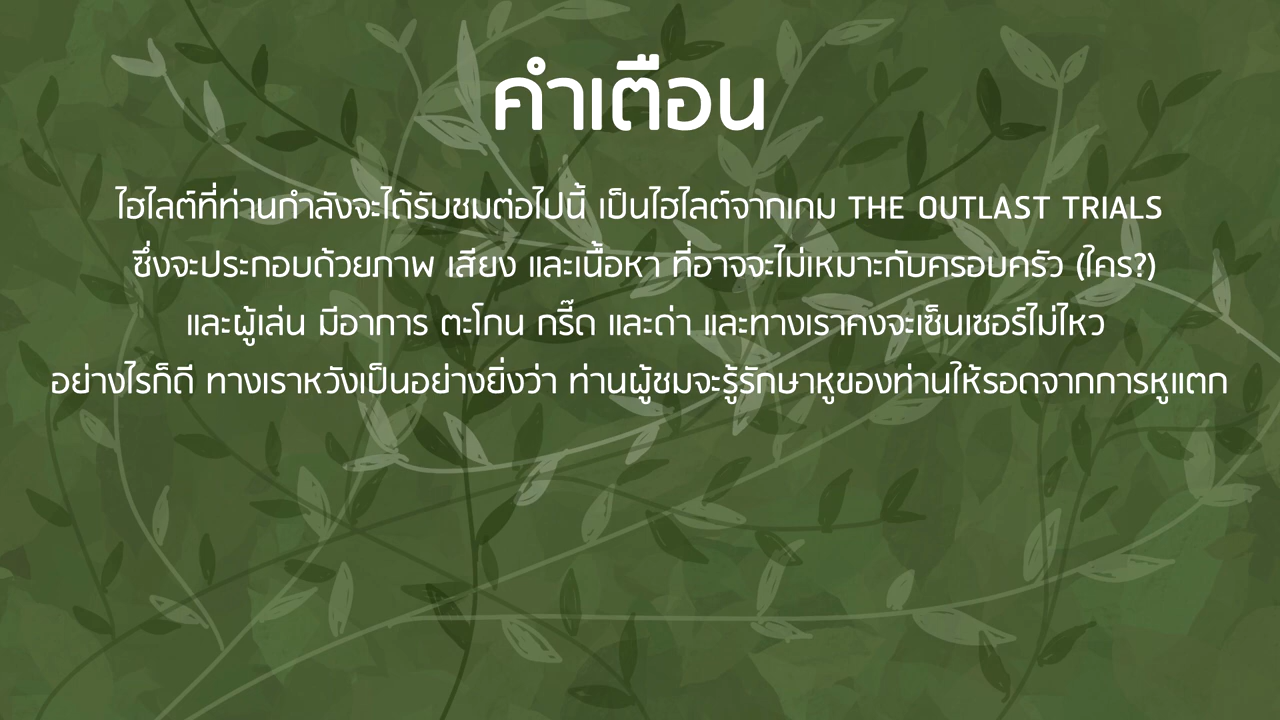 คำเตือน
ไฮไลต์ที่ท่านกำลังจะได้รับชมต่อไปนี้ เป็นไฮไลต์จากเกม THE OUTLAST TRIALS
ซึ่งจะประกอบด้วยภาพ เสียง และเนื้อหา ที่อาจจะไม่เหมาะกับครอบครัว (ใคร?)
และผู้เล่น มีอาการ ตะโกน กรี๊ด และด่า และทางเราคงจะเซ็นเซอร์ไม่ไหว
อย่างไรก็ดี ทางเราหวังเป็นอย่างยิ่งว่า ท่านผู้ชมจะรู้รักษาหูของท่านให้รอดจากการหูแตก